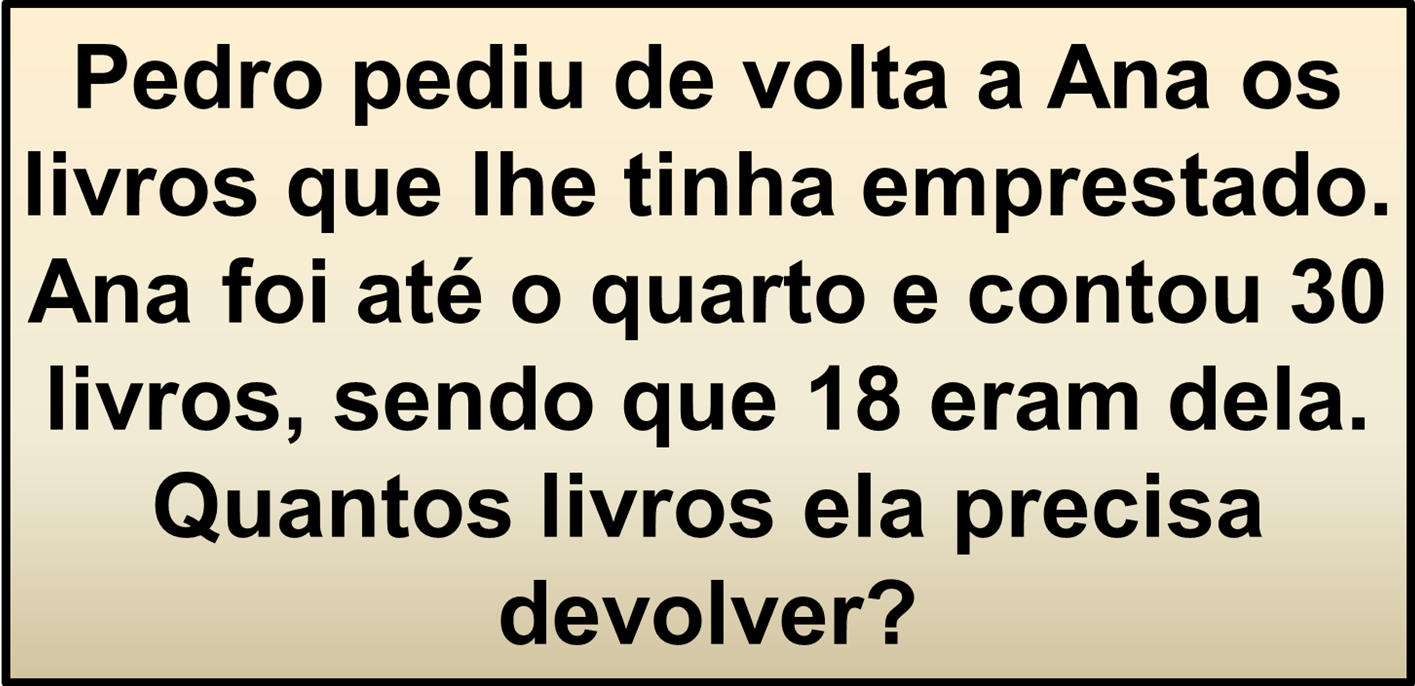 Pedro pediu de volta a Ana os
livros que lhe tinha emprestado.
Ana foi até o quarto e contou 30
livros, sendo que 18 eram dela.
Quantos livros ela precisa
devolver?